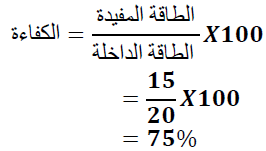 الكفاءة = الطاقة المفيدة / الطاقة الداخلة X100
= 15/20 X100
= 75%